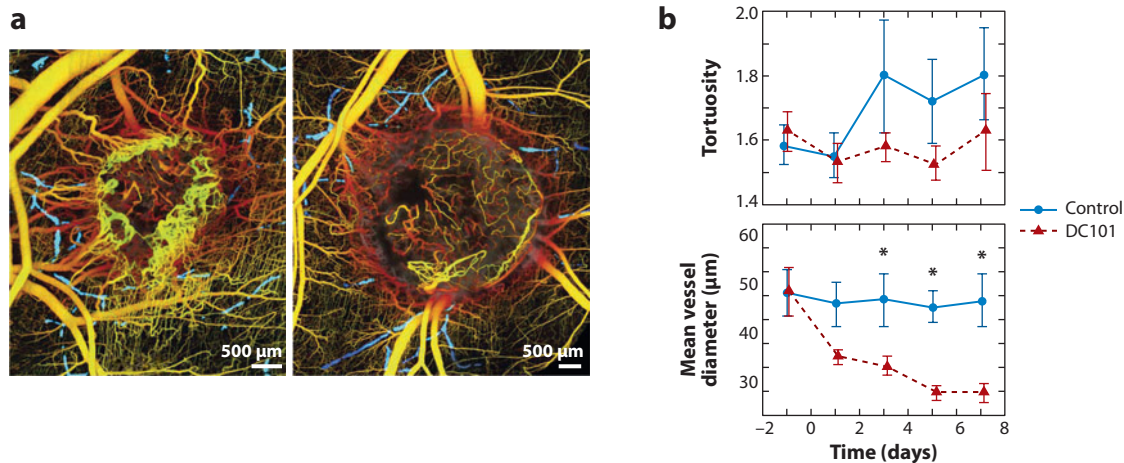 a
500 µm
500 µm
b
2.0
1.8
1.6
1.4
Tortuosity
60
50
40
30
Mean vessel
diameter (µm)
*
*
*
−2
0
2
4
6
8
Time (days)
Control
DC101